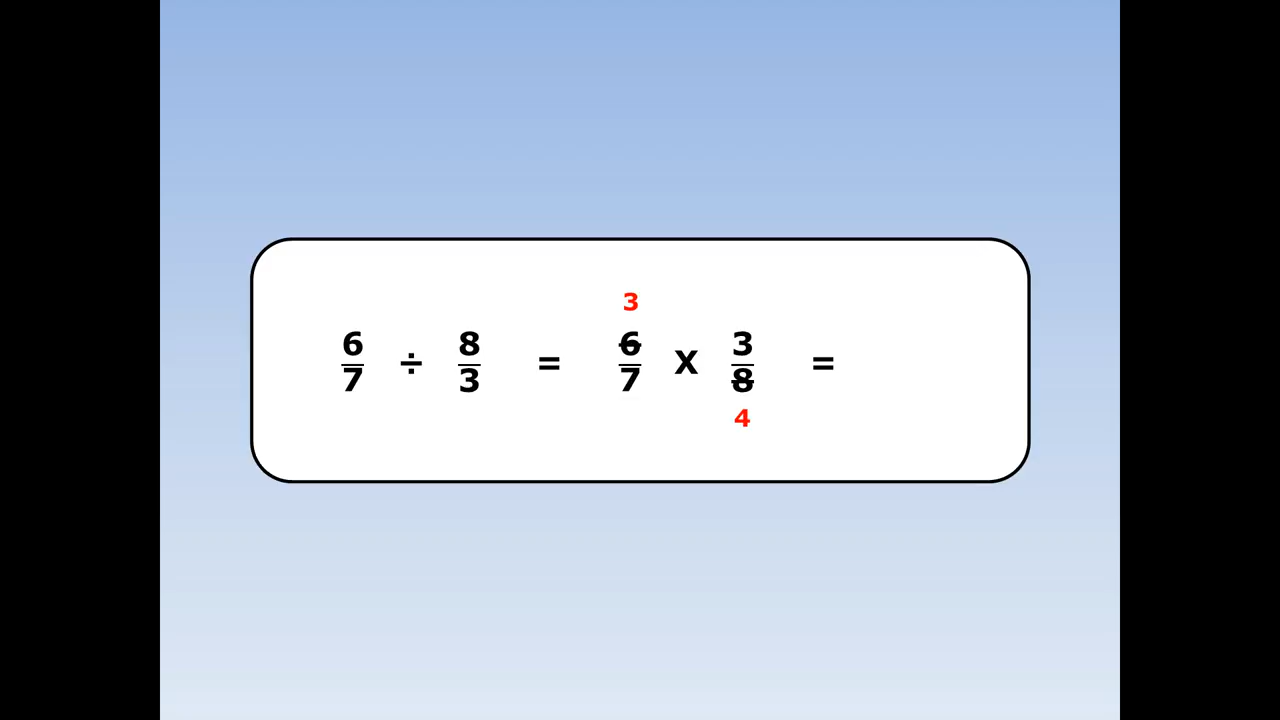 3
6/7 ÷ 8/3 = 6/7 X 3/8 =
4